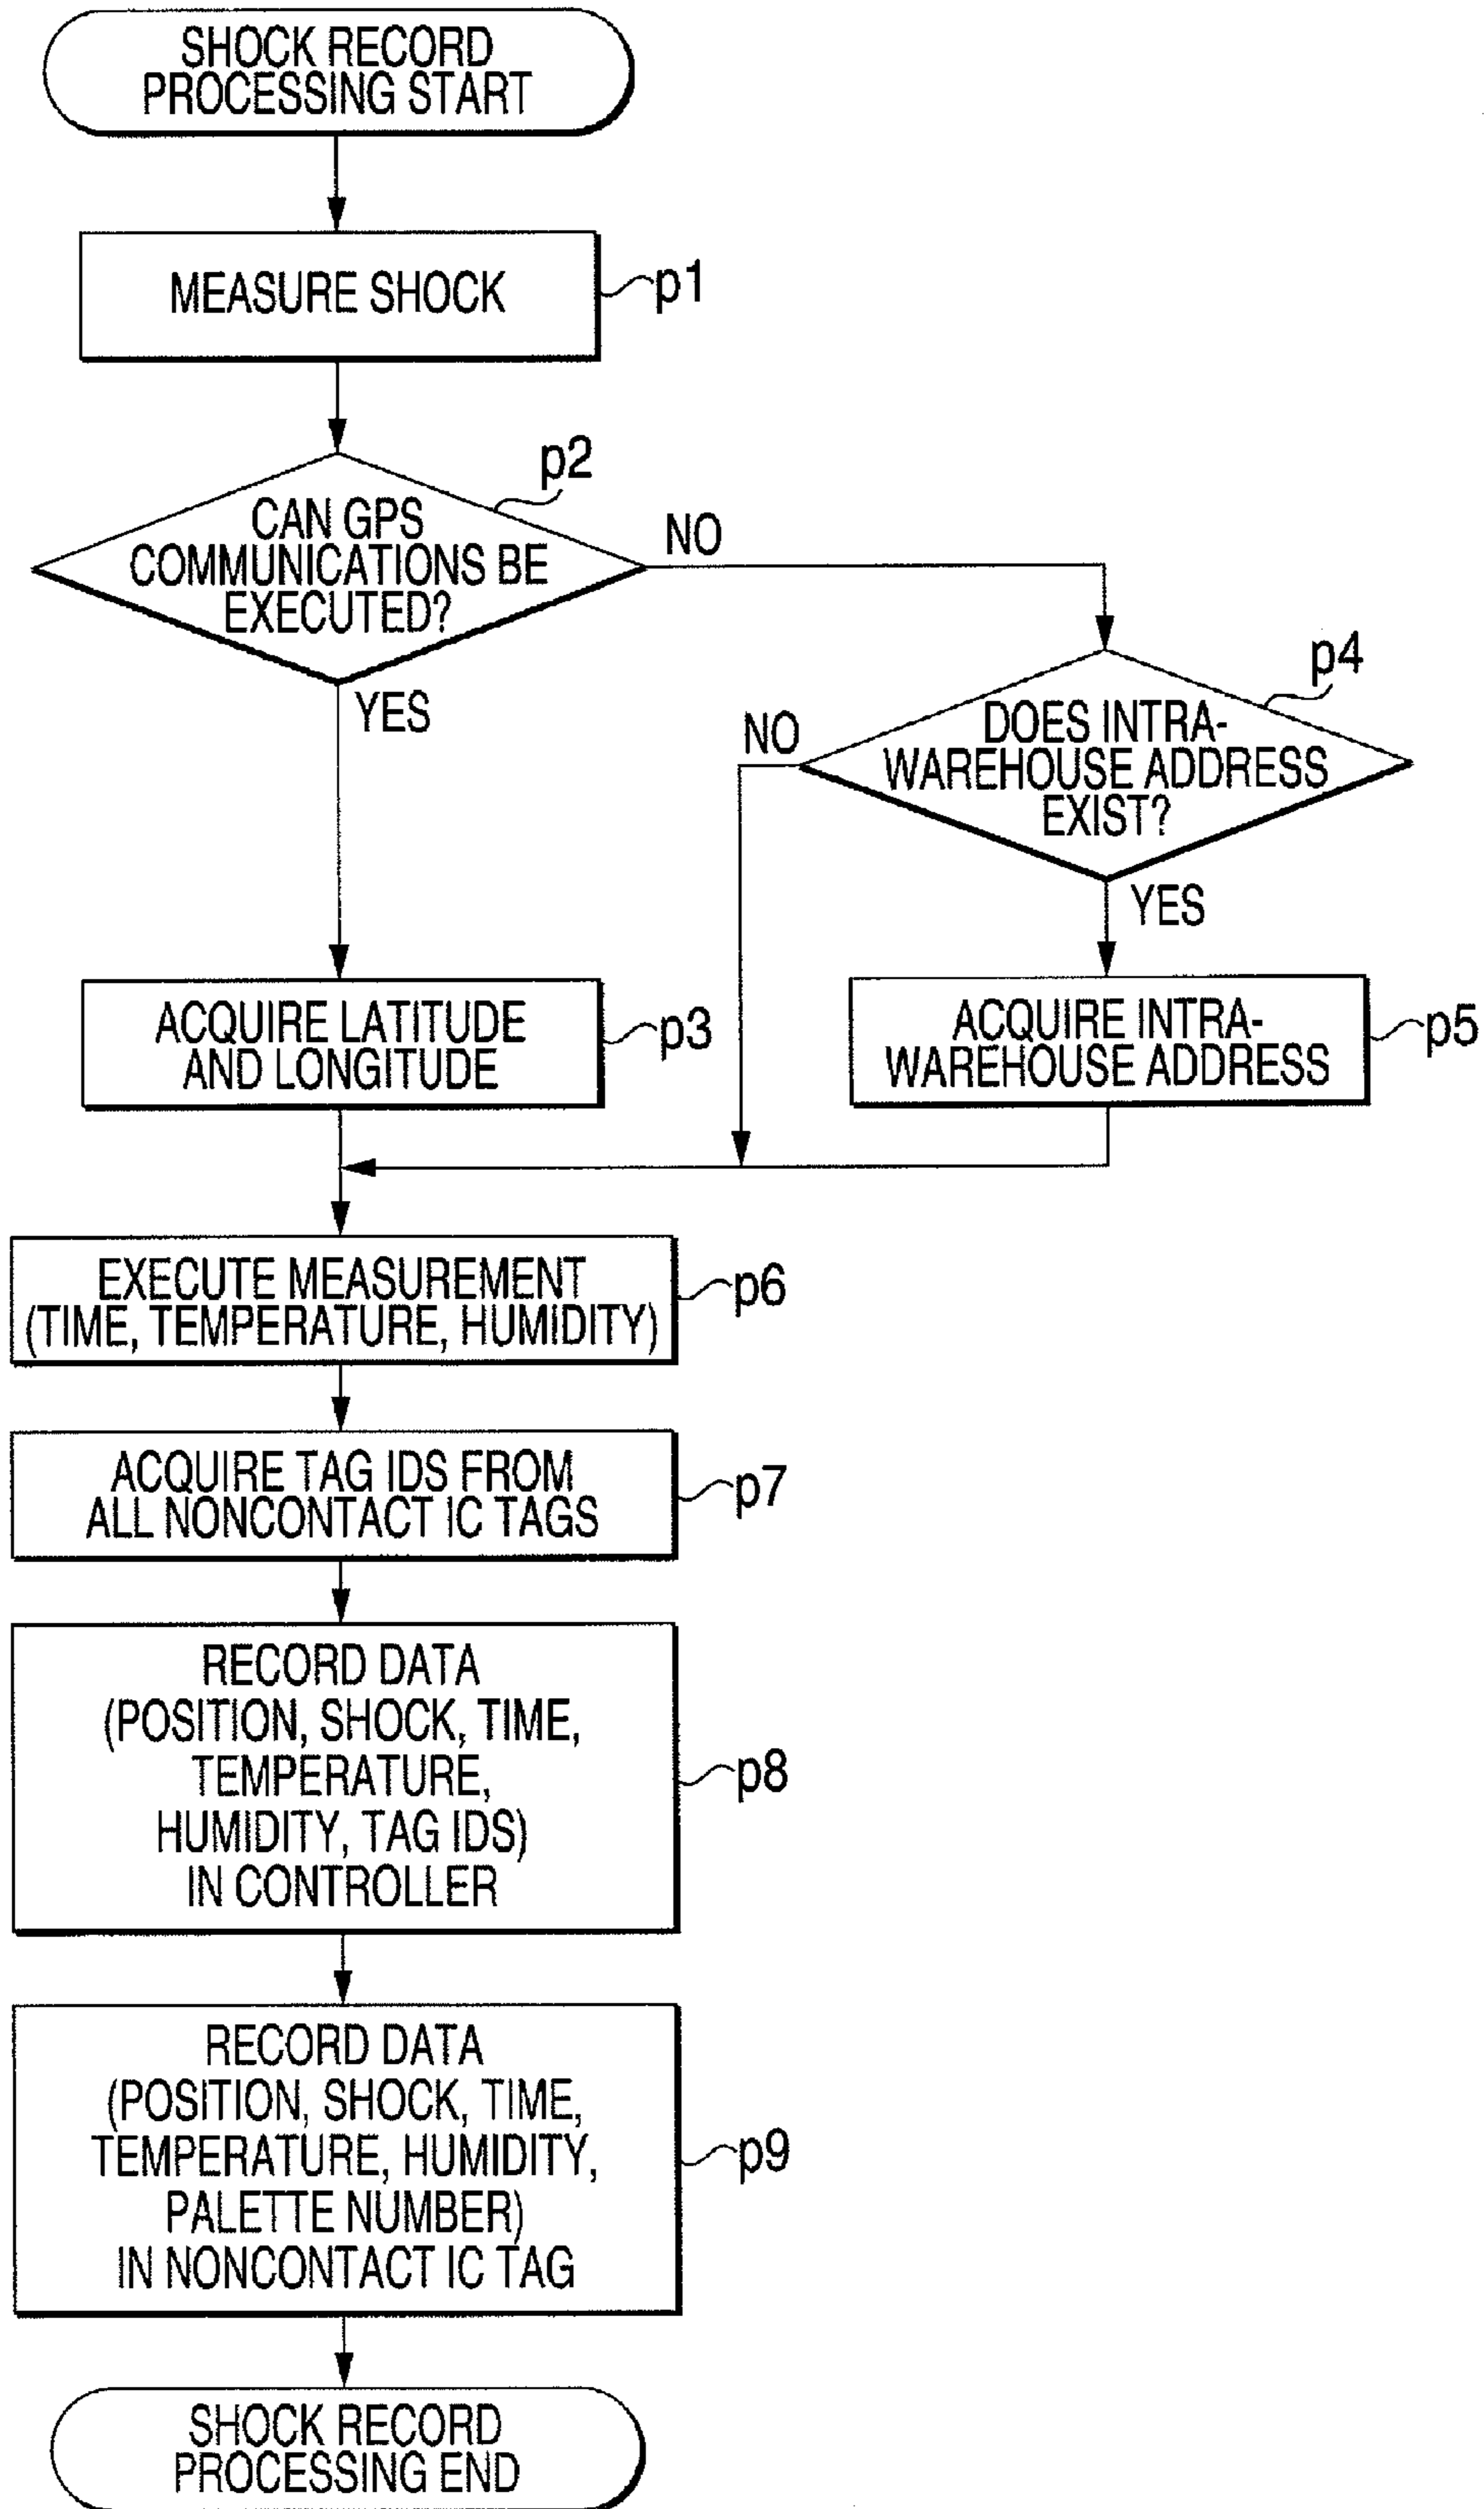 SHOCK RECORD
PROCESSING START
MEASURE SHOCK
p1
p2
CAN GPS
COMMUNICATIONS BE
EXECUTED?
NO
YES
p4
DOES INTRA-
WAREHOUSE ADDRESS
EXIST?
NO
YES
ACQUIRE LATITUDE
AND LONGITUDE
p3
ACQUIRE INTRA-
WAREHOUSE ADDRESS
p5
EXECUTE MEASUREMENT
(TIME, TEMPERATURE, HUMIDITY)
p6
ACQUIRE TAG IDS FROM
ALL NONCONTACT IC TAGS
p7
RECORD DATA
(POSITION, SHOCK, TIME,
TEMPERATURE,
HUMIDITY, TAG IDS)
IN CONTROLLER
p8
RECORD DATA
(POSITION, SHOCK, TIME,
TEMPERATURE, HUMIDITY,
PALETTE NUMBER)
IN NONCONTACT IC TAG
p9
SHOCK RECORD
PROCESSING END